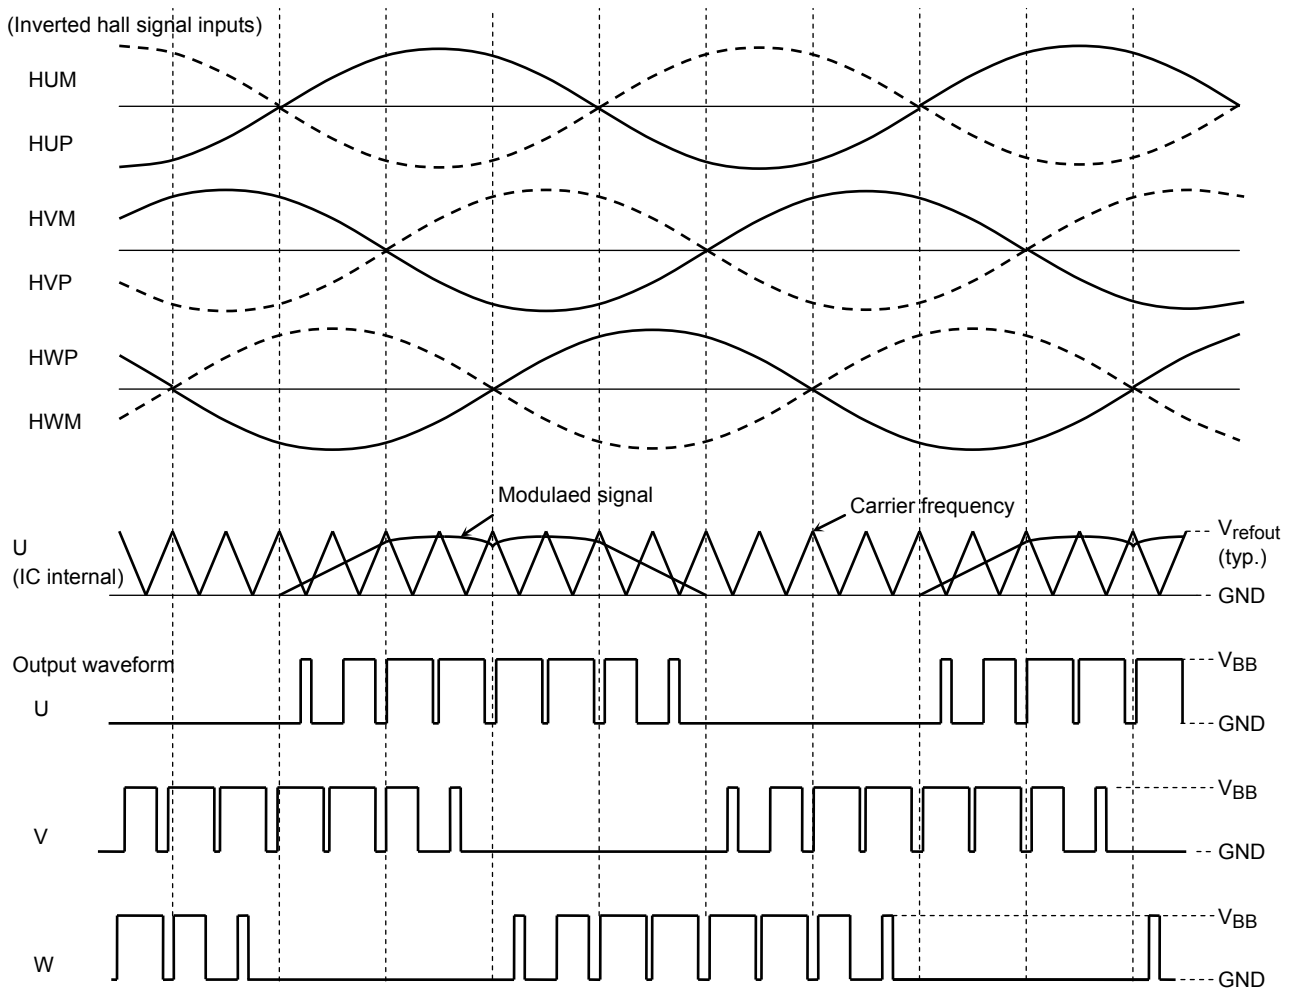 (Inverted hall signal inputs)
HUM
HUP
HVM
HVP
HWP
HWM
Modulaed signal
Carrier frequency
U
(IC internal)
Vrefout
(typ.)
GND
Output waveform
U
VBB
GND
V
VBB
GND
W
VBB
GND